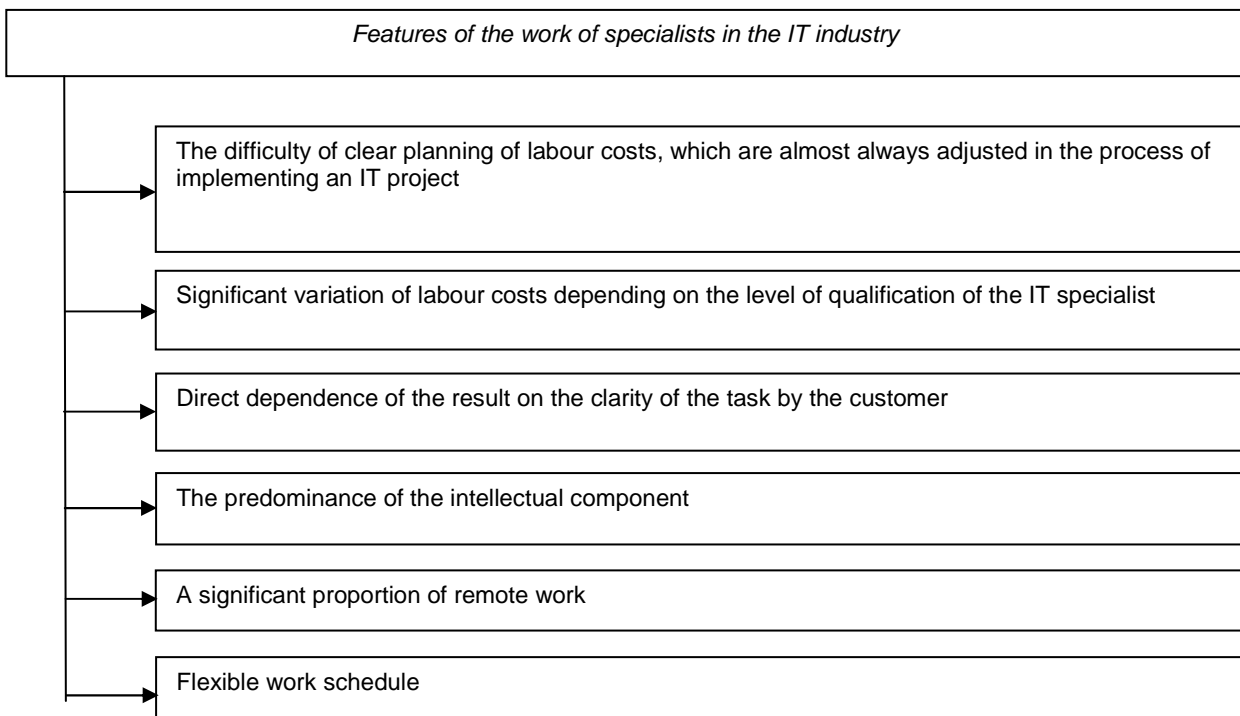 Features of the work of specialists in the IT industry
The difficulty of clear planning of labour costs, which are almost always adjusted in the process of
implementing an IT project
Significant variation of labour costs depending on the level of qualification of the IT specialist
Direct dependence of the result on the clarity of the task by the customer
The predominance of the intellectual component
A significant proportion of remote work
Flexible work schedule